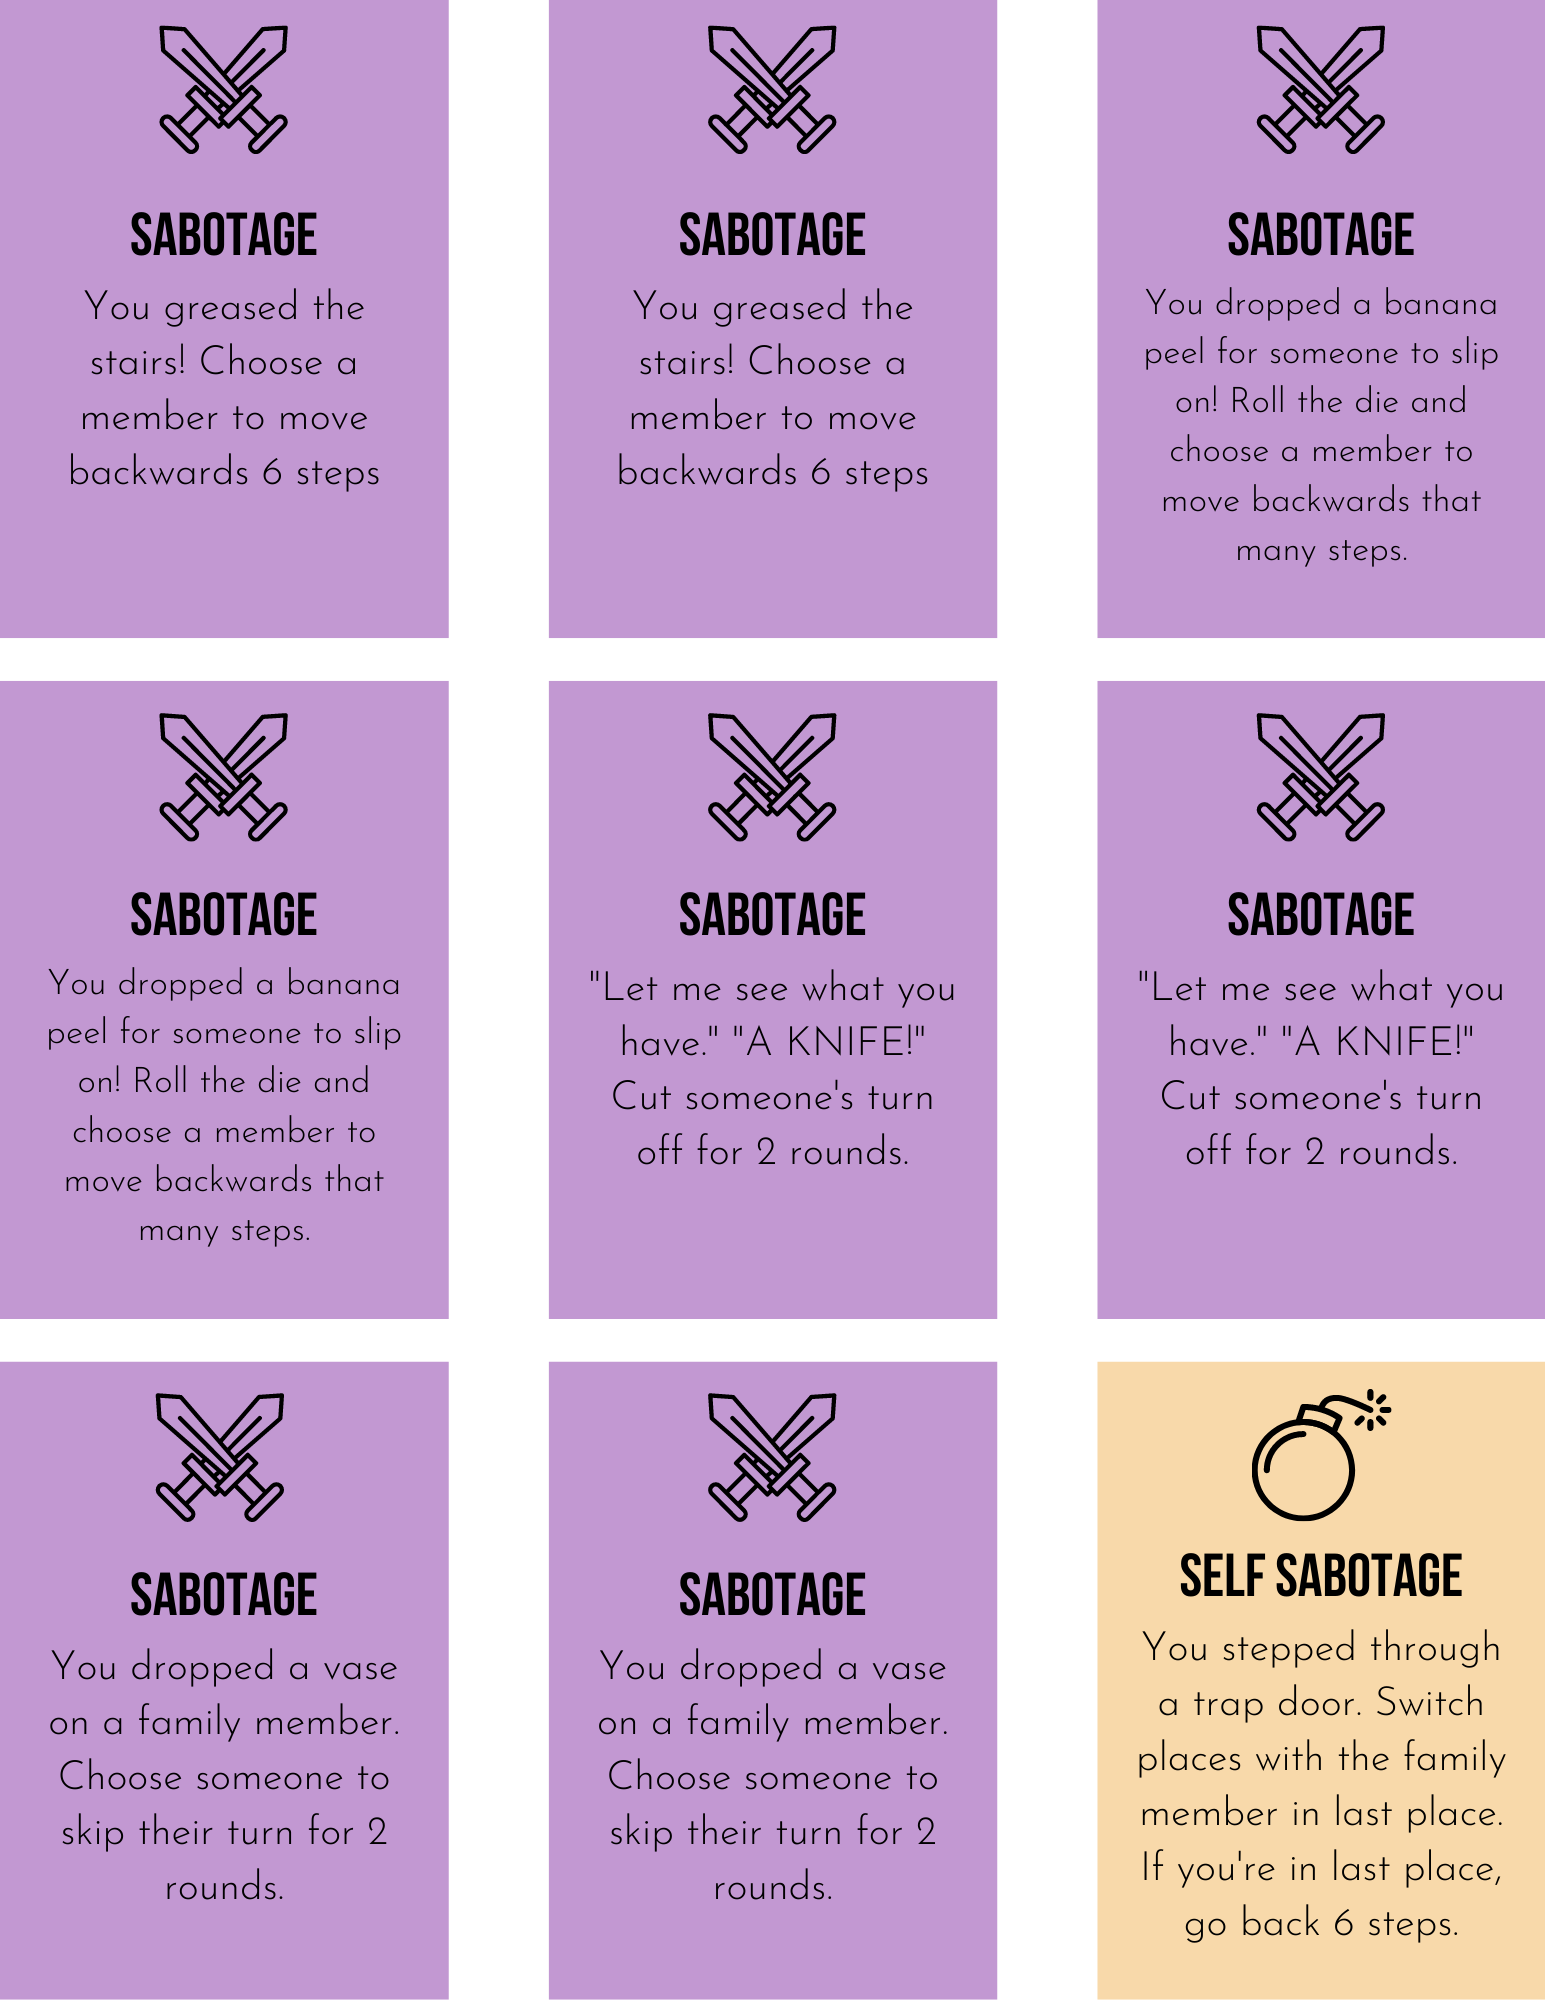 SABOTAGE
You greased the
stairs! Choose a
member to move
backwards 6 steps
SABOTAGE
You greased the
stairs! Choose a
member to move
backwards 6 steps
SABOTAGE
You dropped a banana
peel for someone to slip
on! Roll the die and
choose a member to
move backwards that
many steps.
SABOTAGE
You dropped a banana
peel for someone to slip
on! Roll the die and
choose a member to
move backwards that
many steps.
SABOTAGE
"Let me see what you
have." "A KNIFE!"
Cut someone's turn
off for 2 rounds.
SABOTAGE
"Let me see what you
have." "A KNIFE!"
Cut someone's turn
off for 2 rounds.
SABOTAGE
You dropped a vase
on a family member.
Choose someone to
skip their turn for 2
rounds.
SABOTAGE
You dropped a vase
on a family member.
Choose someone to
skip their turn for 2
rounds.
SELF SABOTAGE
You stepped through
a trap door. Switch
places with the family
member in last place.
If you're in last place,
go back 6 steps.